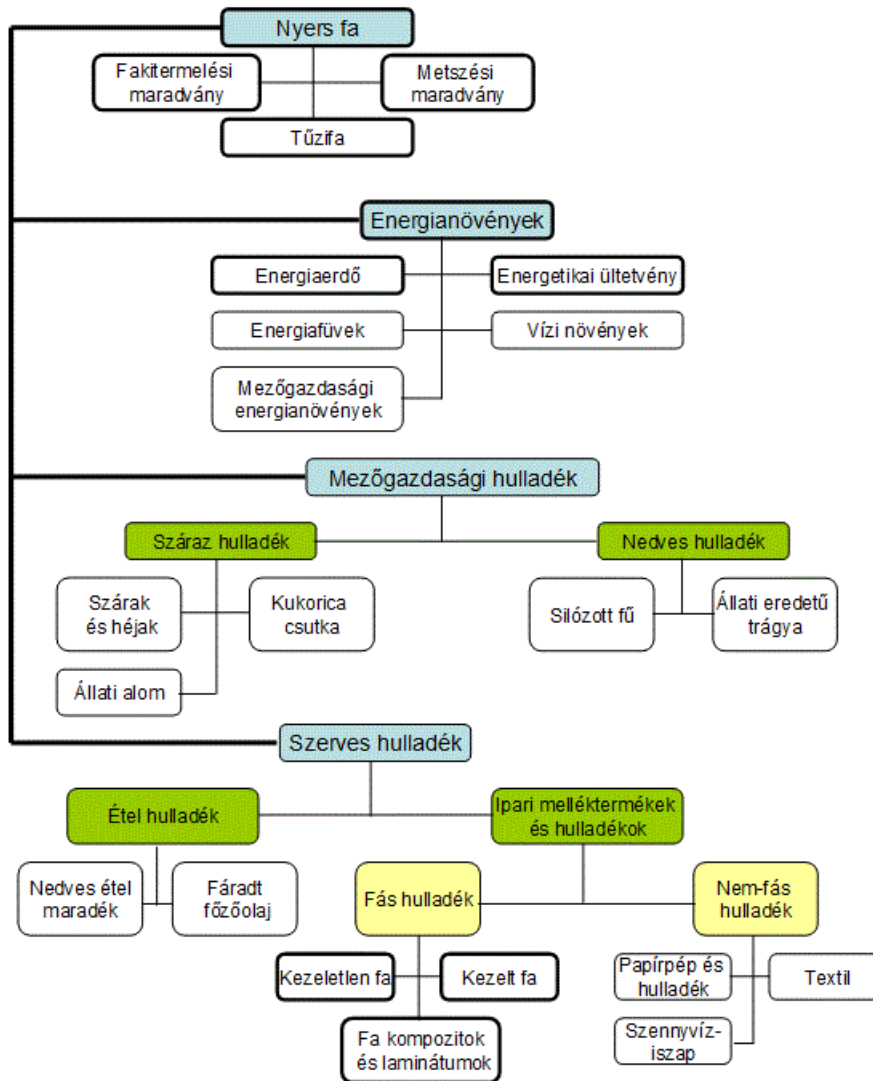 Nyers fa
Fakitermelési
maradvány
Metszési
maradvány
Tűzifa
Energianövények
Energiaerdő
Energetikai ültetvény
Energiafüvek
Vízi növények
Mezőgazdasági
energianövények
Mezőgazdasági hulladék
Száraz hulladék
Nedves hulladék
Szárak
és héjak
Kukorica
csutka
Silózott fű
Állati eredetű
trágya
Állati alom
Szerves hulladék
Étel hulladék
Ipari melléktermékek
és hulladékok
Nedves étel
maradék
Fáradt
főzőolaj
Fás hulladék
Nem-fás
hulladék
Kezeletlen fa
Kezelt fa
Papírpép és
hulladék
Textil
Fa kompozitok
és laminátumok
Szennyvíz-
iszap